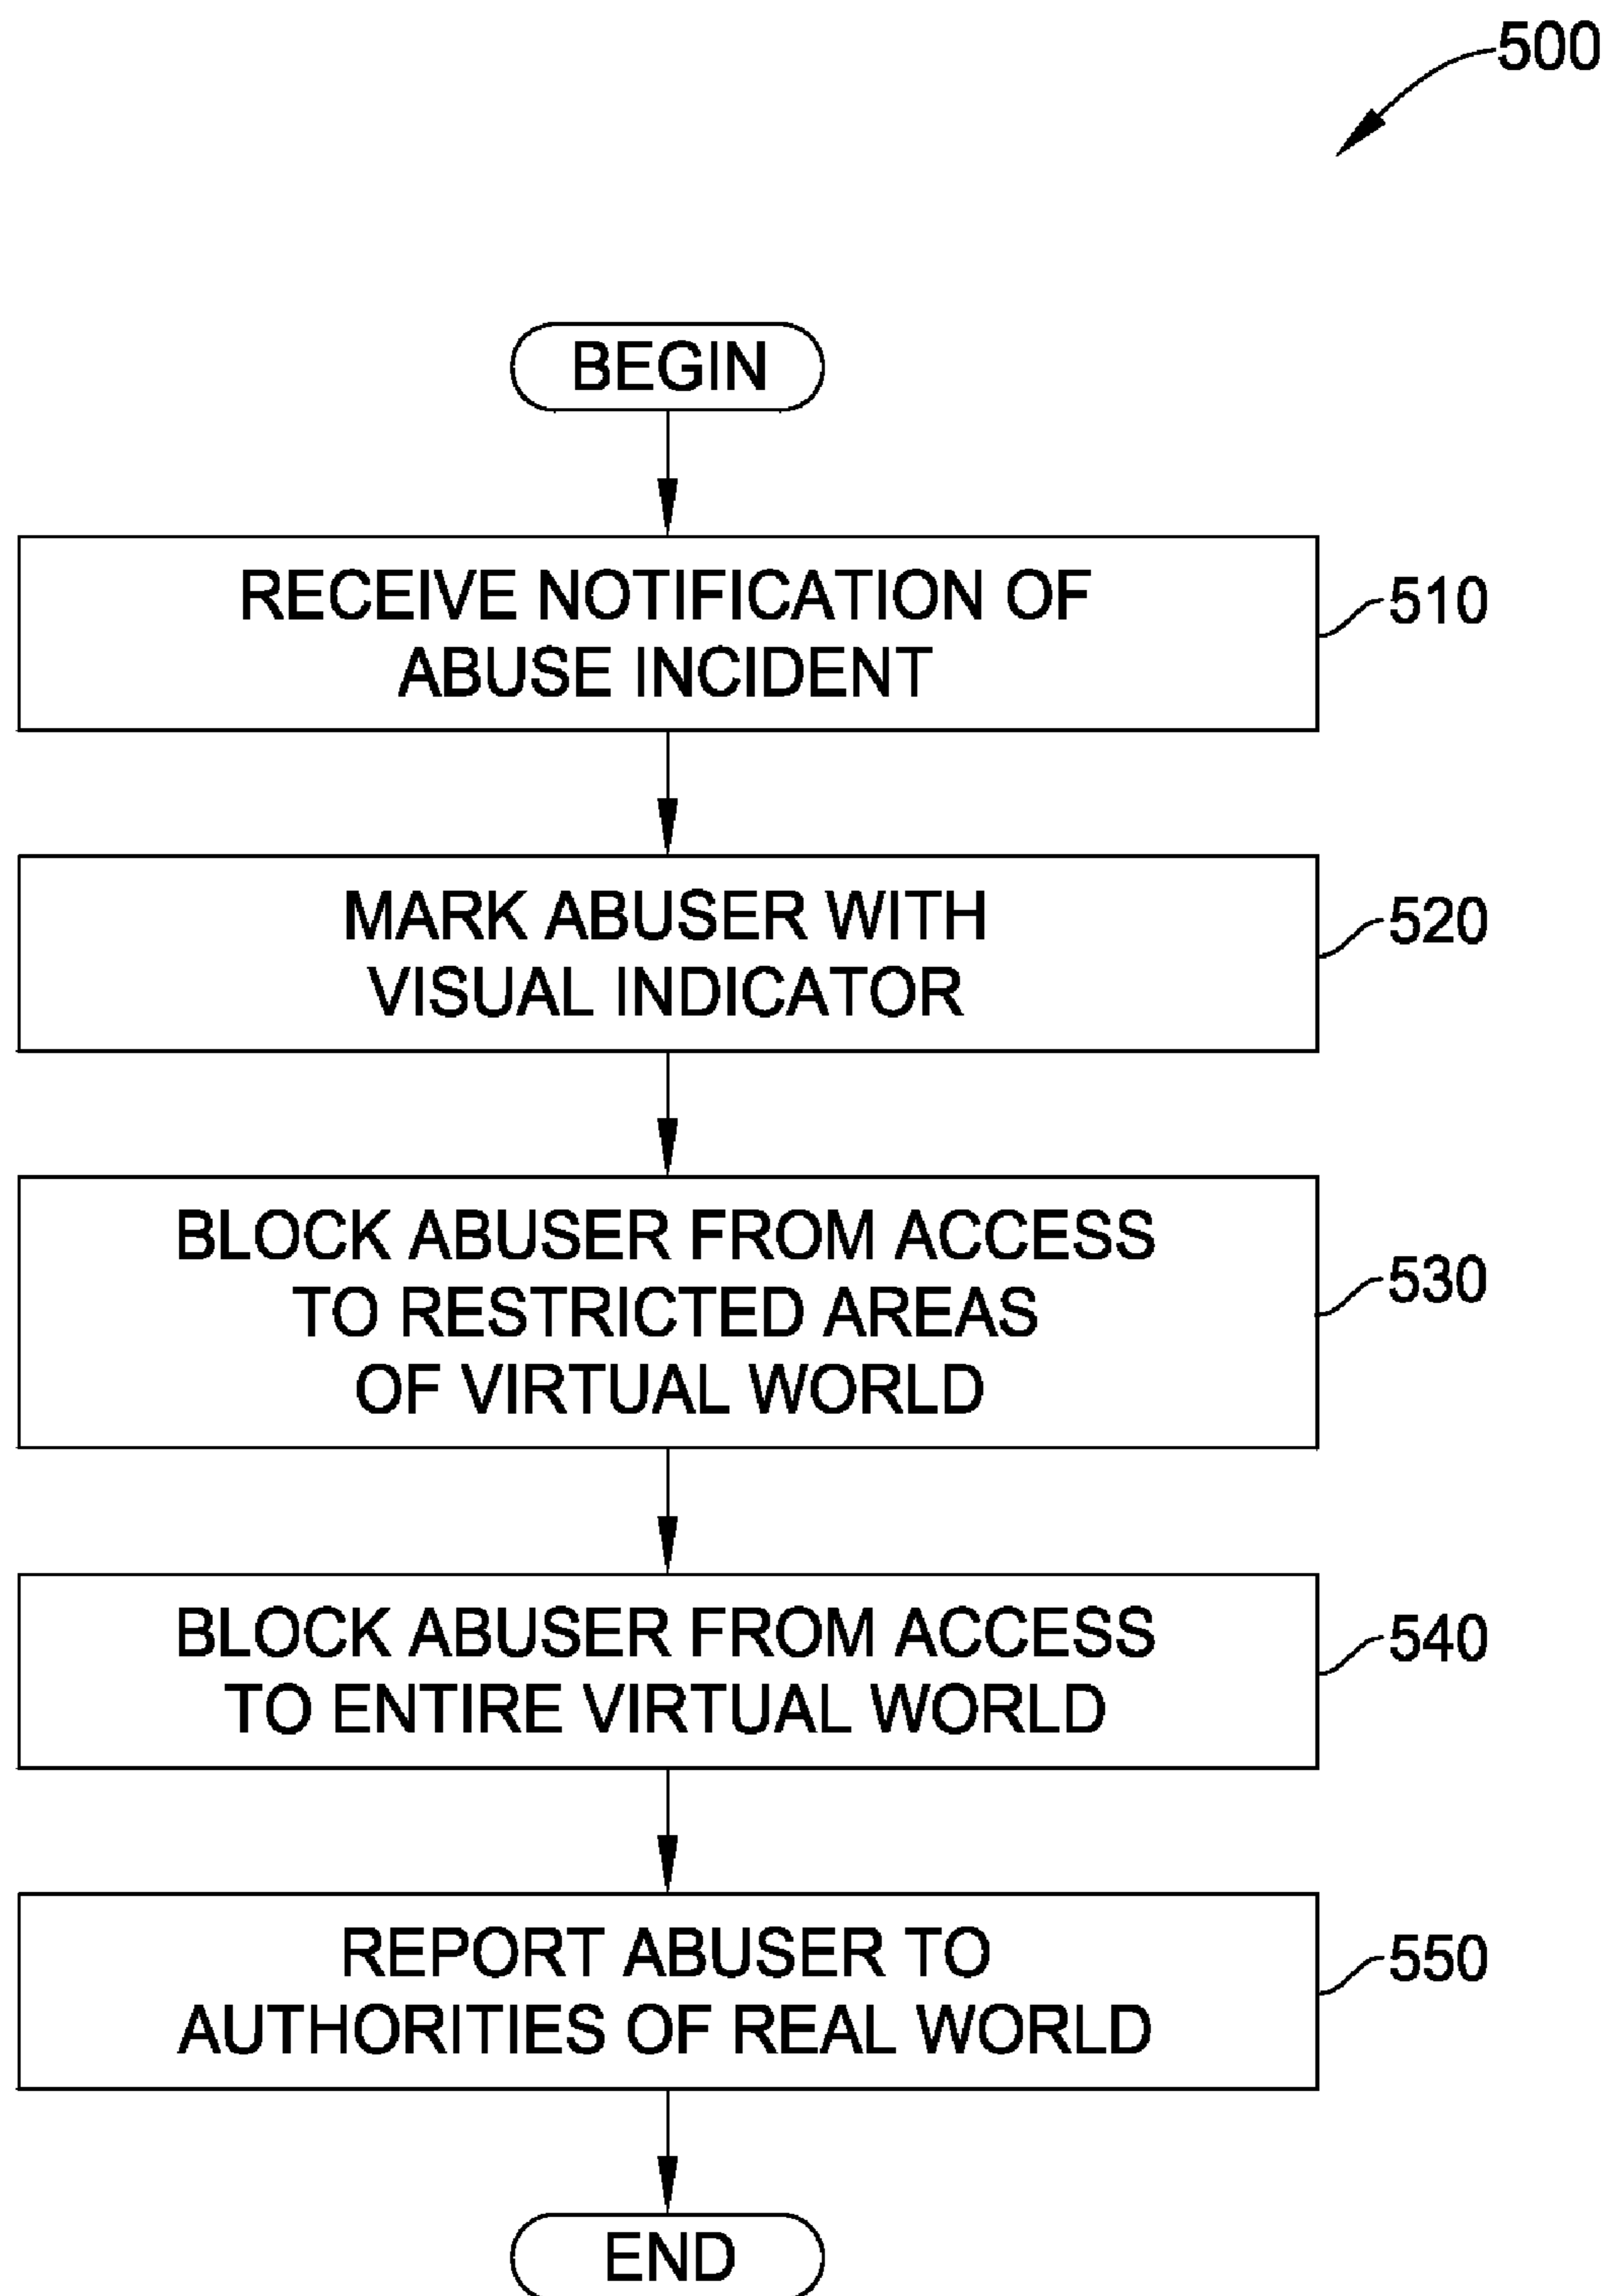 500
BEGIN
RECEIVE NOTIFICATION OF
ABUSE INCIDENT
510
MARK ABUSER WITH
VISUAL INDICATOR
520
BLOCK ABUSER FROM ACCESS
TO RESTRICTED AREAS
OF VIRTUAL WORLD
530
BLOCK ABUSER FROM ACCESS
TO ENTIRE VIRTUAL WORLD
540
REPORT ABUSER TO
AUTHORITIES OF REAL WORLD
550
END